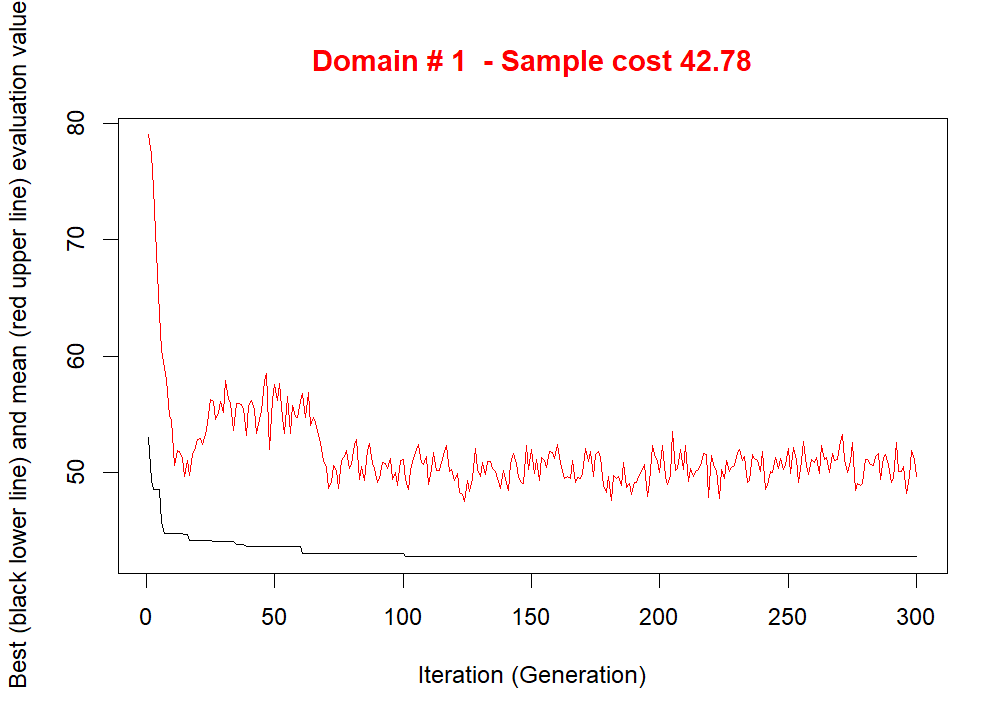 Domain # 1  - Sample cost 42.78
Best (black lower line) and mean (red upper line) evaluation value
80
70
60
50
0 50 100 150 200 250 300
Iteration (Generation)